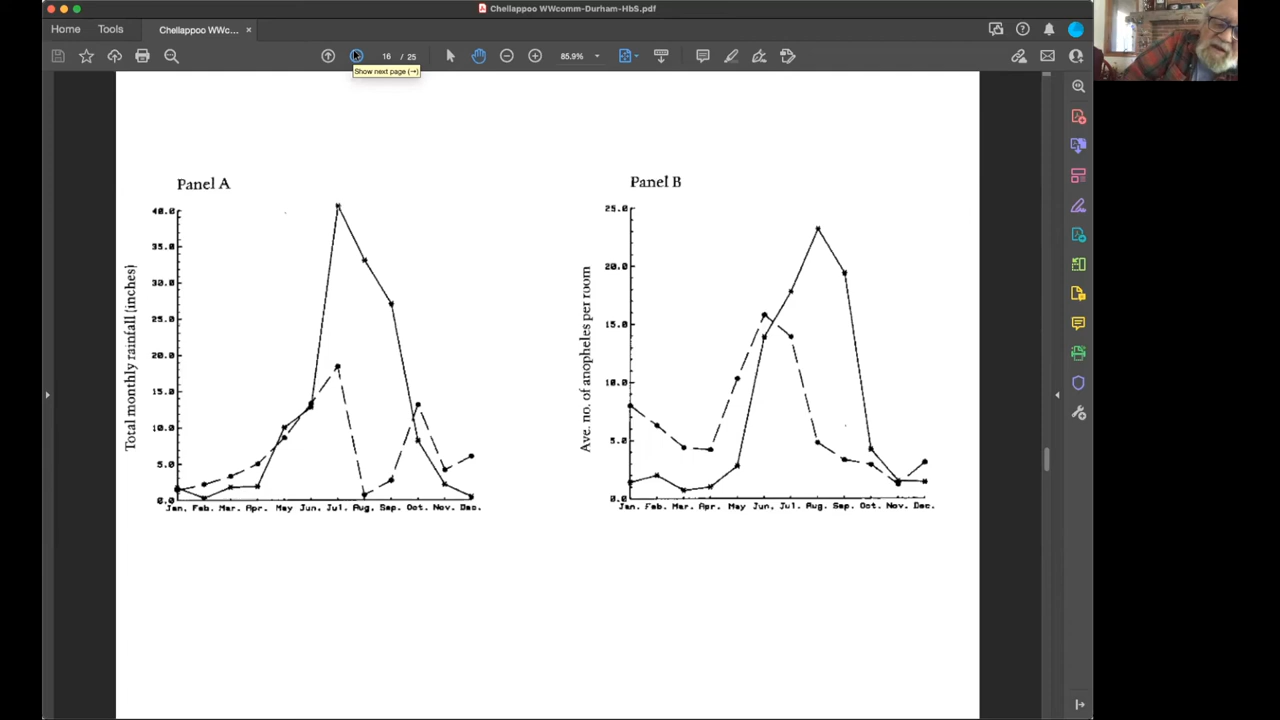 Chellappoo WWcomm-Durham-HbS.pdf
Home
Tools
Chellappoo WWc...
×
16 / 25
85.9%
Show next page (→)
Panel A
Total monthly rainfall (inches)
40.0
35.0
30.0
25.0
20.0
15.0
10.0
5.0
0.0
Jan. Feb. Mar. Apr. May Jun. Jul. Aug. Sep. Oct. Nov. Dec.
Panel B
Ave. no. of anopheles per room
25.0
20.0
15.0
10.0
5.0
0.0
Jan. Feb. Mar. Apr. May Jun. Jul. Aug. Sep. Oct. Nov. Dec.